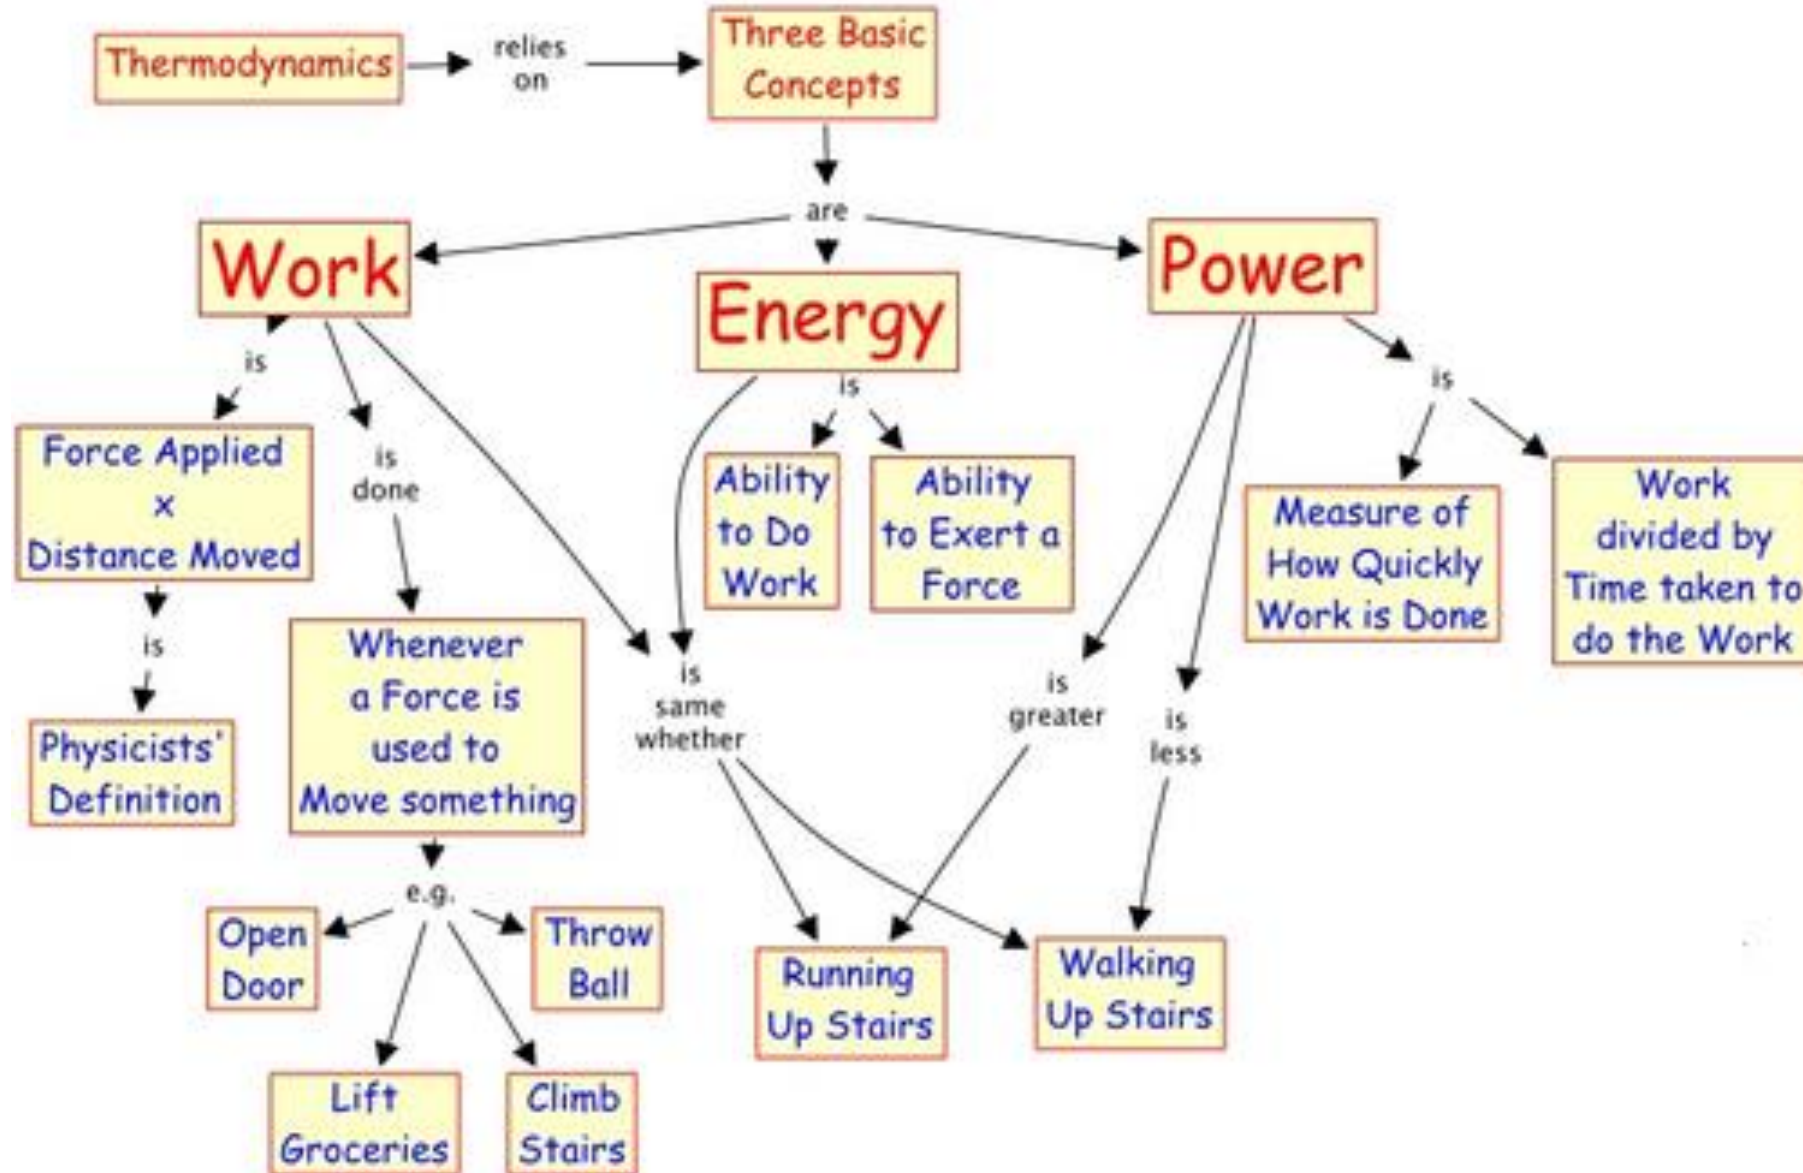 Thermodynamics
relies
on
Three Basic
Concepts
are
Work
Energy
Power
is
Force Applied
x
Distance Moved
is
Physicists'
Definition
is
done
Whenever
a Force is
used to
Move something
e.g.
Open
Door
Throw
Ball
Lift
Groceries
Climb
Stairs
is
Ability
to Do
Work
Ability
to Exert a
Force
is
same
whether
is
greater
is
less
Running
Up Stairs
Walking
Up Stairs
is
Measure of
How Quickly
Work is Done
Work
divided by
Time taken to
do the Work